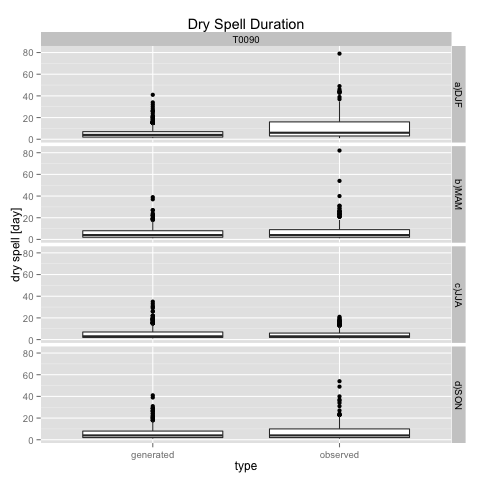 Dry Spell Duration
T0090
80
60
40
20
0
a)DJF
80
60
40
20
0
b)MAM
dry spell [day]
80
60
40
20
0
c)JJA
80
60
40
20
0
d)SON
generated observed
type